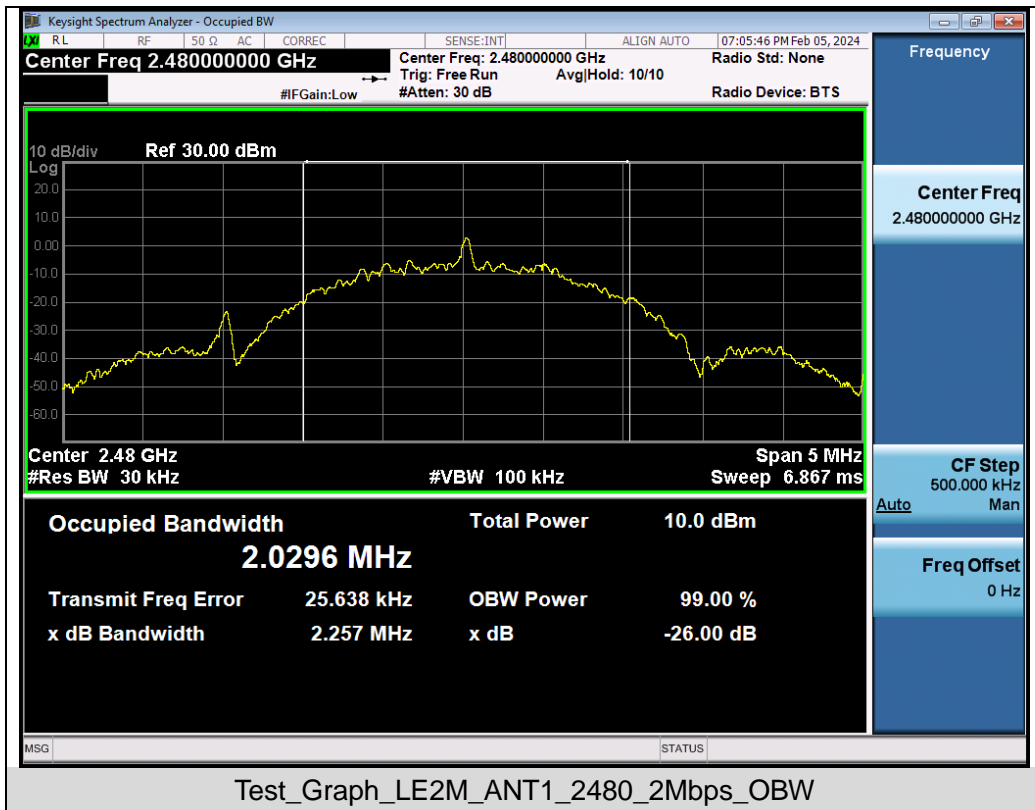 Keysight Spectrum Analyzer - Occupied BW
LXI RL RF 50 Ω AC CORREC SENSE:INT ALIGN AUTO 07:05:46 PM Feb 05, 2024
Center Freq 2.480000000 GHz
Center Freq: 2.480000000 GHz Radio Std: None
Trig: Free Run Avg|Hold: 10/10
#IFGain:Low #Atten: 30 dB Radio Device: BTS
Frequency
10 dB/div Ref 30.00 dBm
Log
20.0
10.0
0.00
-10.0
-20.0
-30.0
-40.0
-50.0
-60.0
Center 2.48 GHz Span 5 MHz
#Res BW 30 kHz #VBW 100 kHz Sweep 6.867 ms
Center Freq
2.480000000 GHz
CF Step
500.000 kHz
Auto Man
Freq Offset
0 Hz
Occupied Bandwidth Total Power 10.0 dBm
2.0296 MHz
Transmit Freq Error 25.638 kHz OBW Power 99.00 %
x dB Bandwidth 2.257 MHz x dB -26.00 dB
MSG STATUS
Test_Graph_LE2M_ANT1_2480_2Mbps_OBW